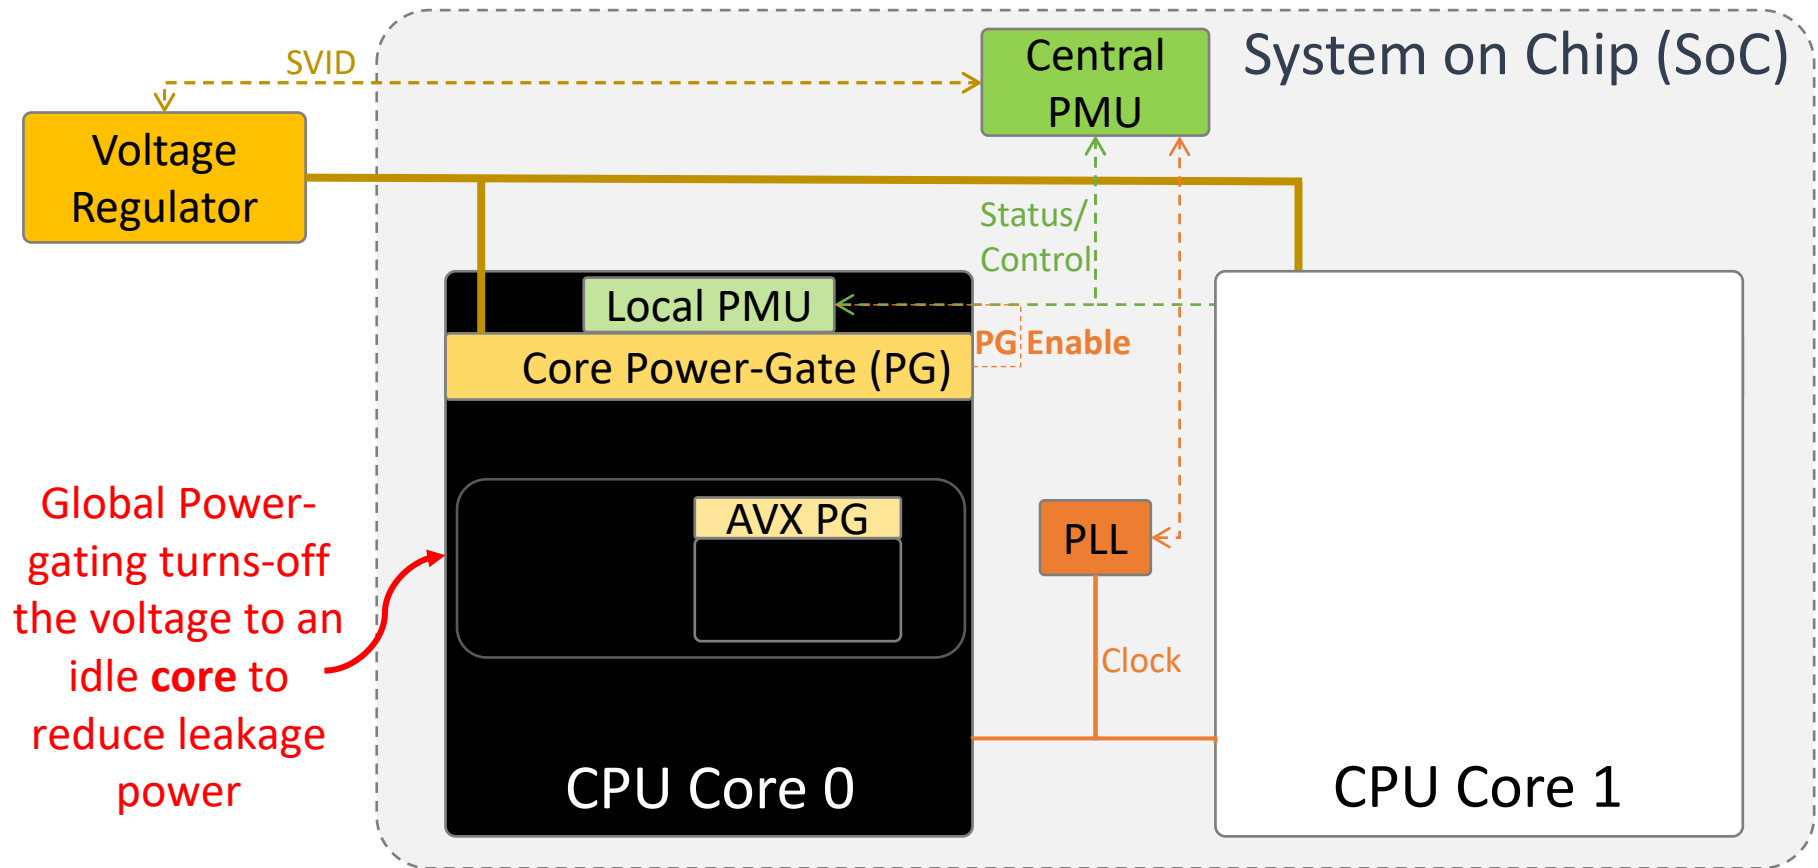 System on Chip (SoC)
SVID
Central
PMU
Voltage
Regulator
Status/
Control
Local PMU
PG Enable
Core Power-Gate (PG)
Global Power-
gating turns-off
the voltage to an
idle core to
reduce leakage
power
AVX PG
PLL
Clock
CPU Core 0
CPU Core 1